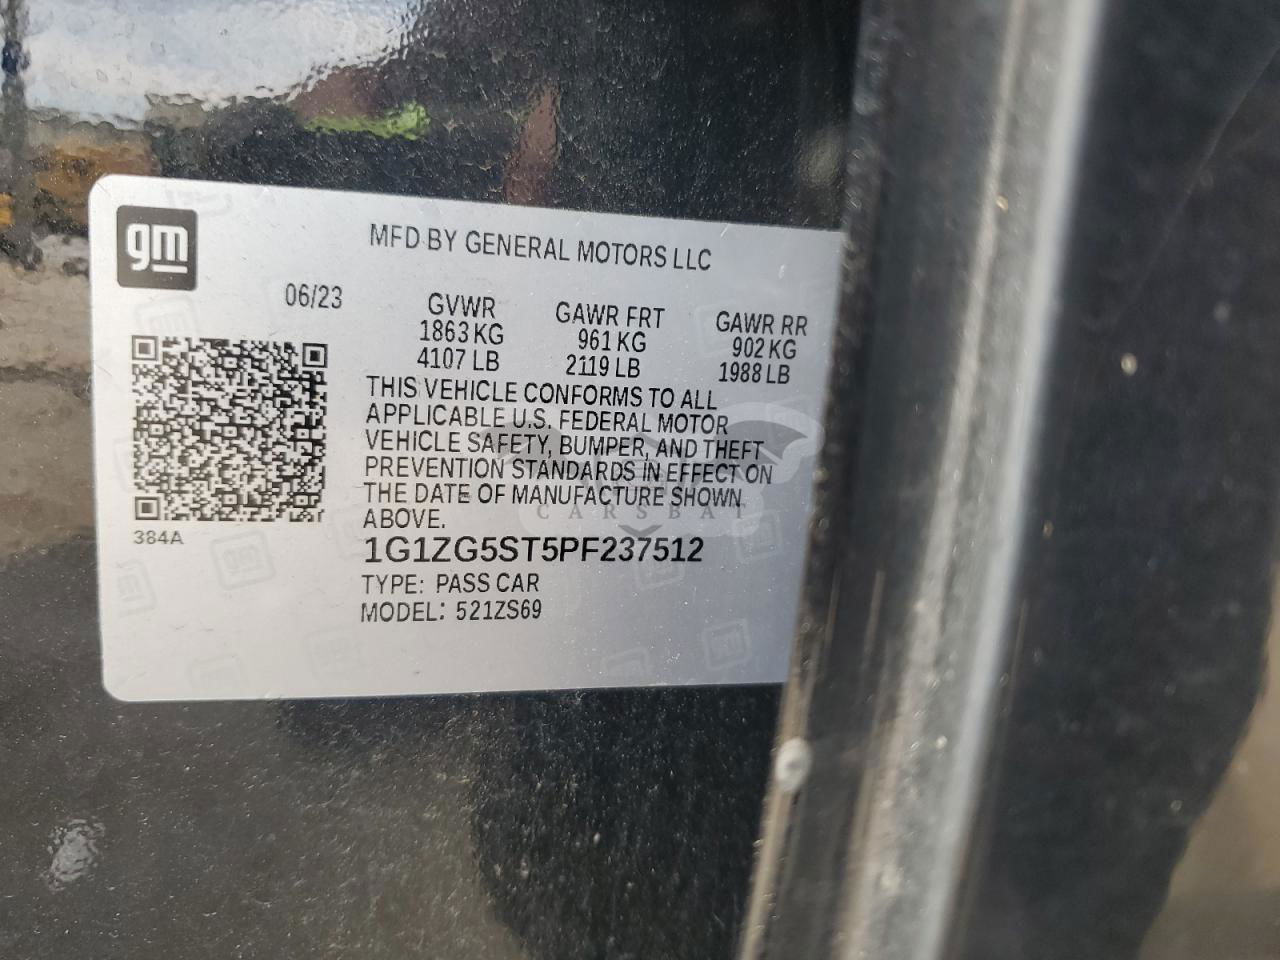 gm
MFD BY GENERAL MOTORS LLC
06/23
GVWR GAWR FRT GAWR RR
1863 KG 961 KG 902 KG
4107 LB 2119 LB 1988 LB
THIS VEHICLE CONFORMS TO ALL
APPLICABLE U.S. FEDERAL MOTOR
VEHICLE SAFETY, BUMPER, AND THEFT
PREVENTION STANDARDS IN EFFECT ON
THE DATE OF MANUFACTURE SHOWN
ABOVE.
384A
1G1ZG5ST5PF237512
TYPE: PASS CAR
MODEL: 521ZS69